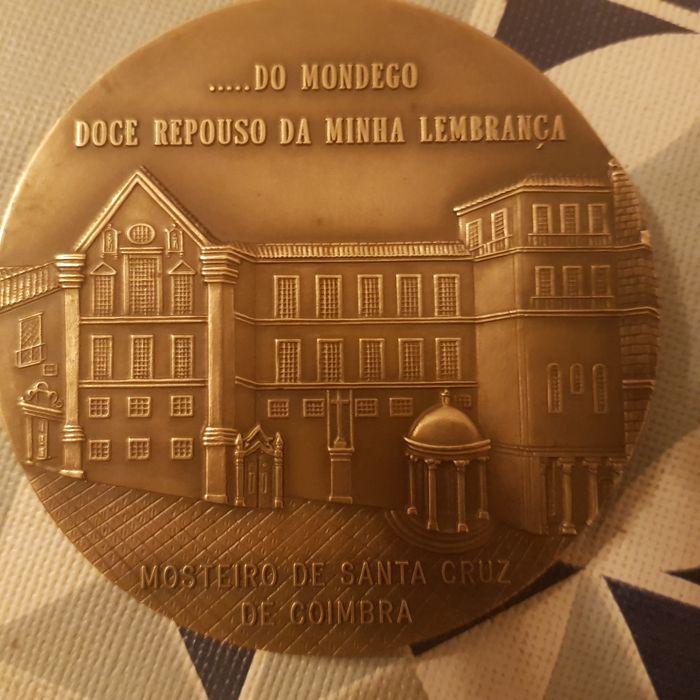 .....DO MONDEGO
DOCE REPOUSO DA MINHA LEMBRANÇA
MOSTEIRO DE SANTA CRUZ
DE COIMBRA